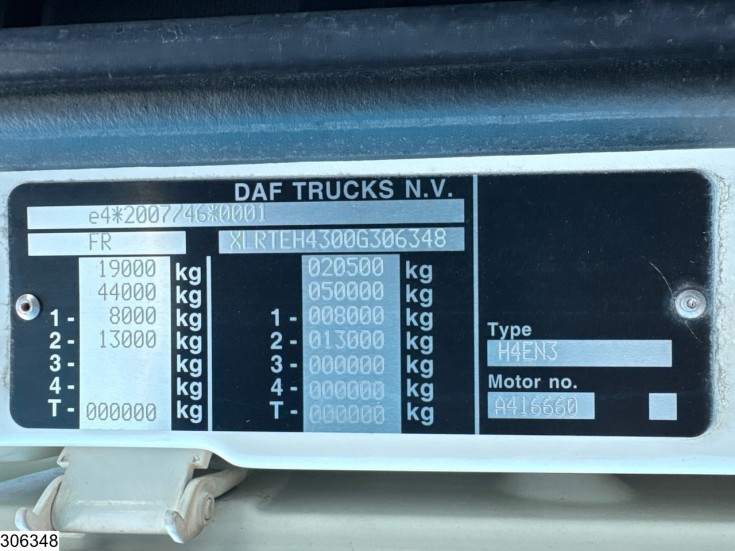 DAF TRUCKS N.V.
e4*2007/46*0001
FR XLRTEH4300G306348
19000 kg 020500 kg
44000 kg 050000 kg
1- 8000 kg 1- 008000 kg
2- 13000 kg 2- 013000 kg
3- kg 3- 000000 kg
4- kg 4- 000000 kg
T- 000000 kg T- 000000 kg
Type
H4EN3
Motor no.
A416660
306348